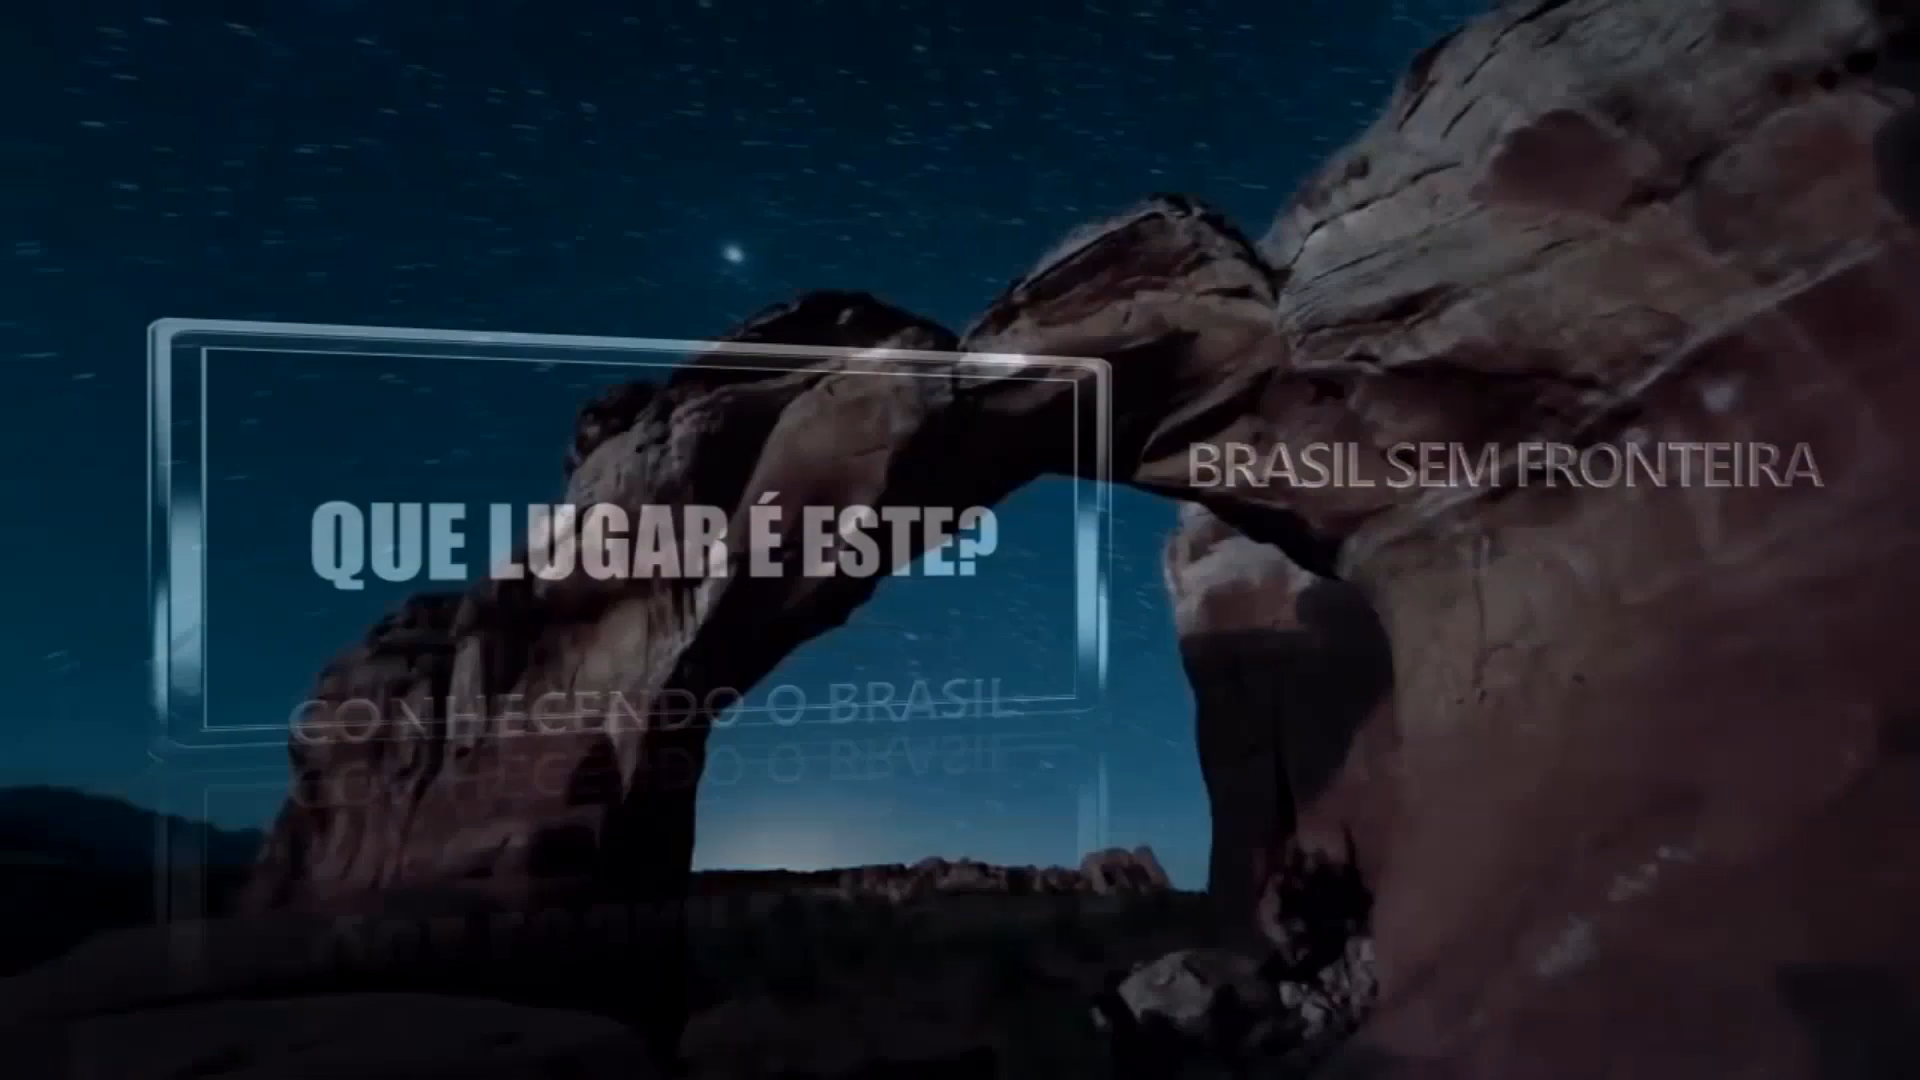 BRASIL SEM FRONTEIRA
QUE LUGAR É ESTE?
CONHECENDO O BRASIL